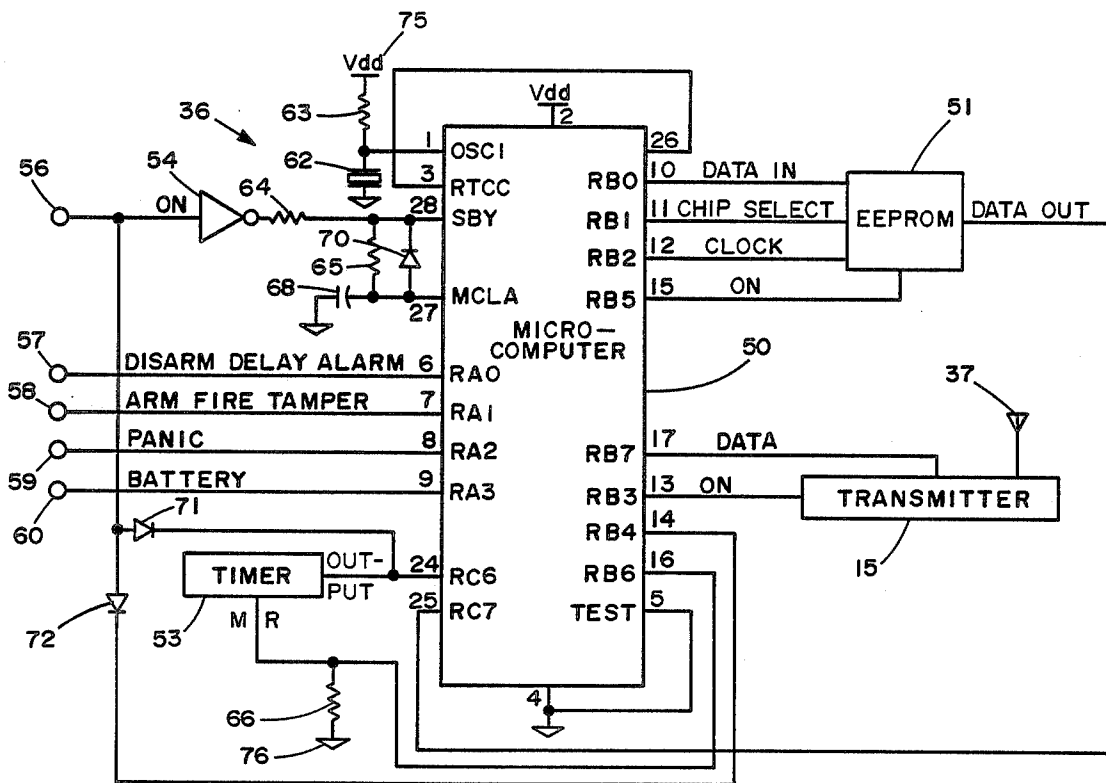 75
Vdd
63
36
Vdd
2
1
OSC1
26
51
56
54
62
3
RTCC
10 DATA IN
RB0
ON
64
28
SBY
11 CHIP SELECT
RB1
EEPROM
DATA OUT
70
12 CLOCK
RB2
65
68
15 ON
RB5
27
MCLA
MICRO-
COMPUTER
57
DISARM DELAY ALARM 6
RA0
50
58
ARM FIRE TAMPER 7
RA1
37
59
PANIC 8
RA2
17 DATA
RB7
60
BATTERY 9
RA3
13 ON
RB3
TRANSMITTER
71
14
RB4
15
TIMER
OUT-
PUT
24
RC6
16
RB6
72
53
M R
25
RC7
5
TEST
66
4
76